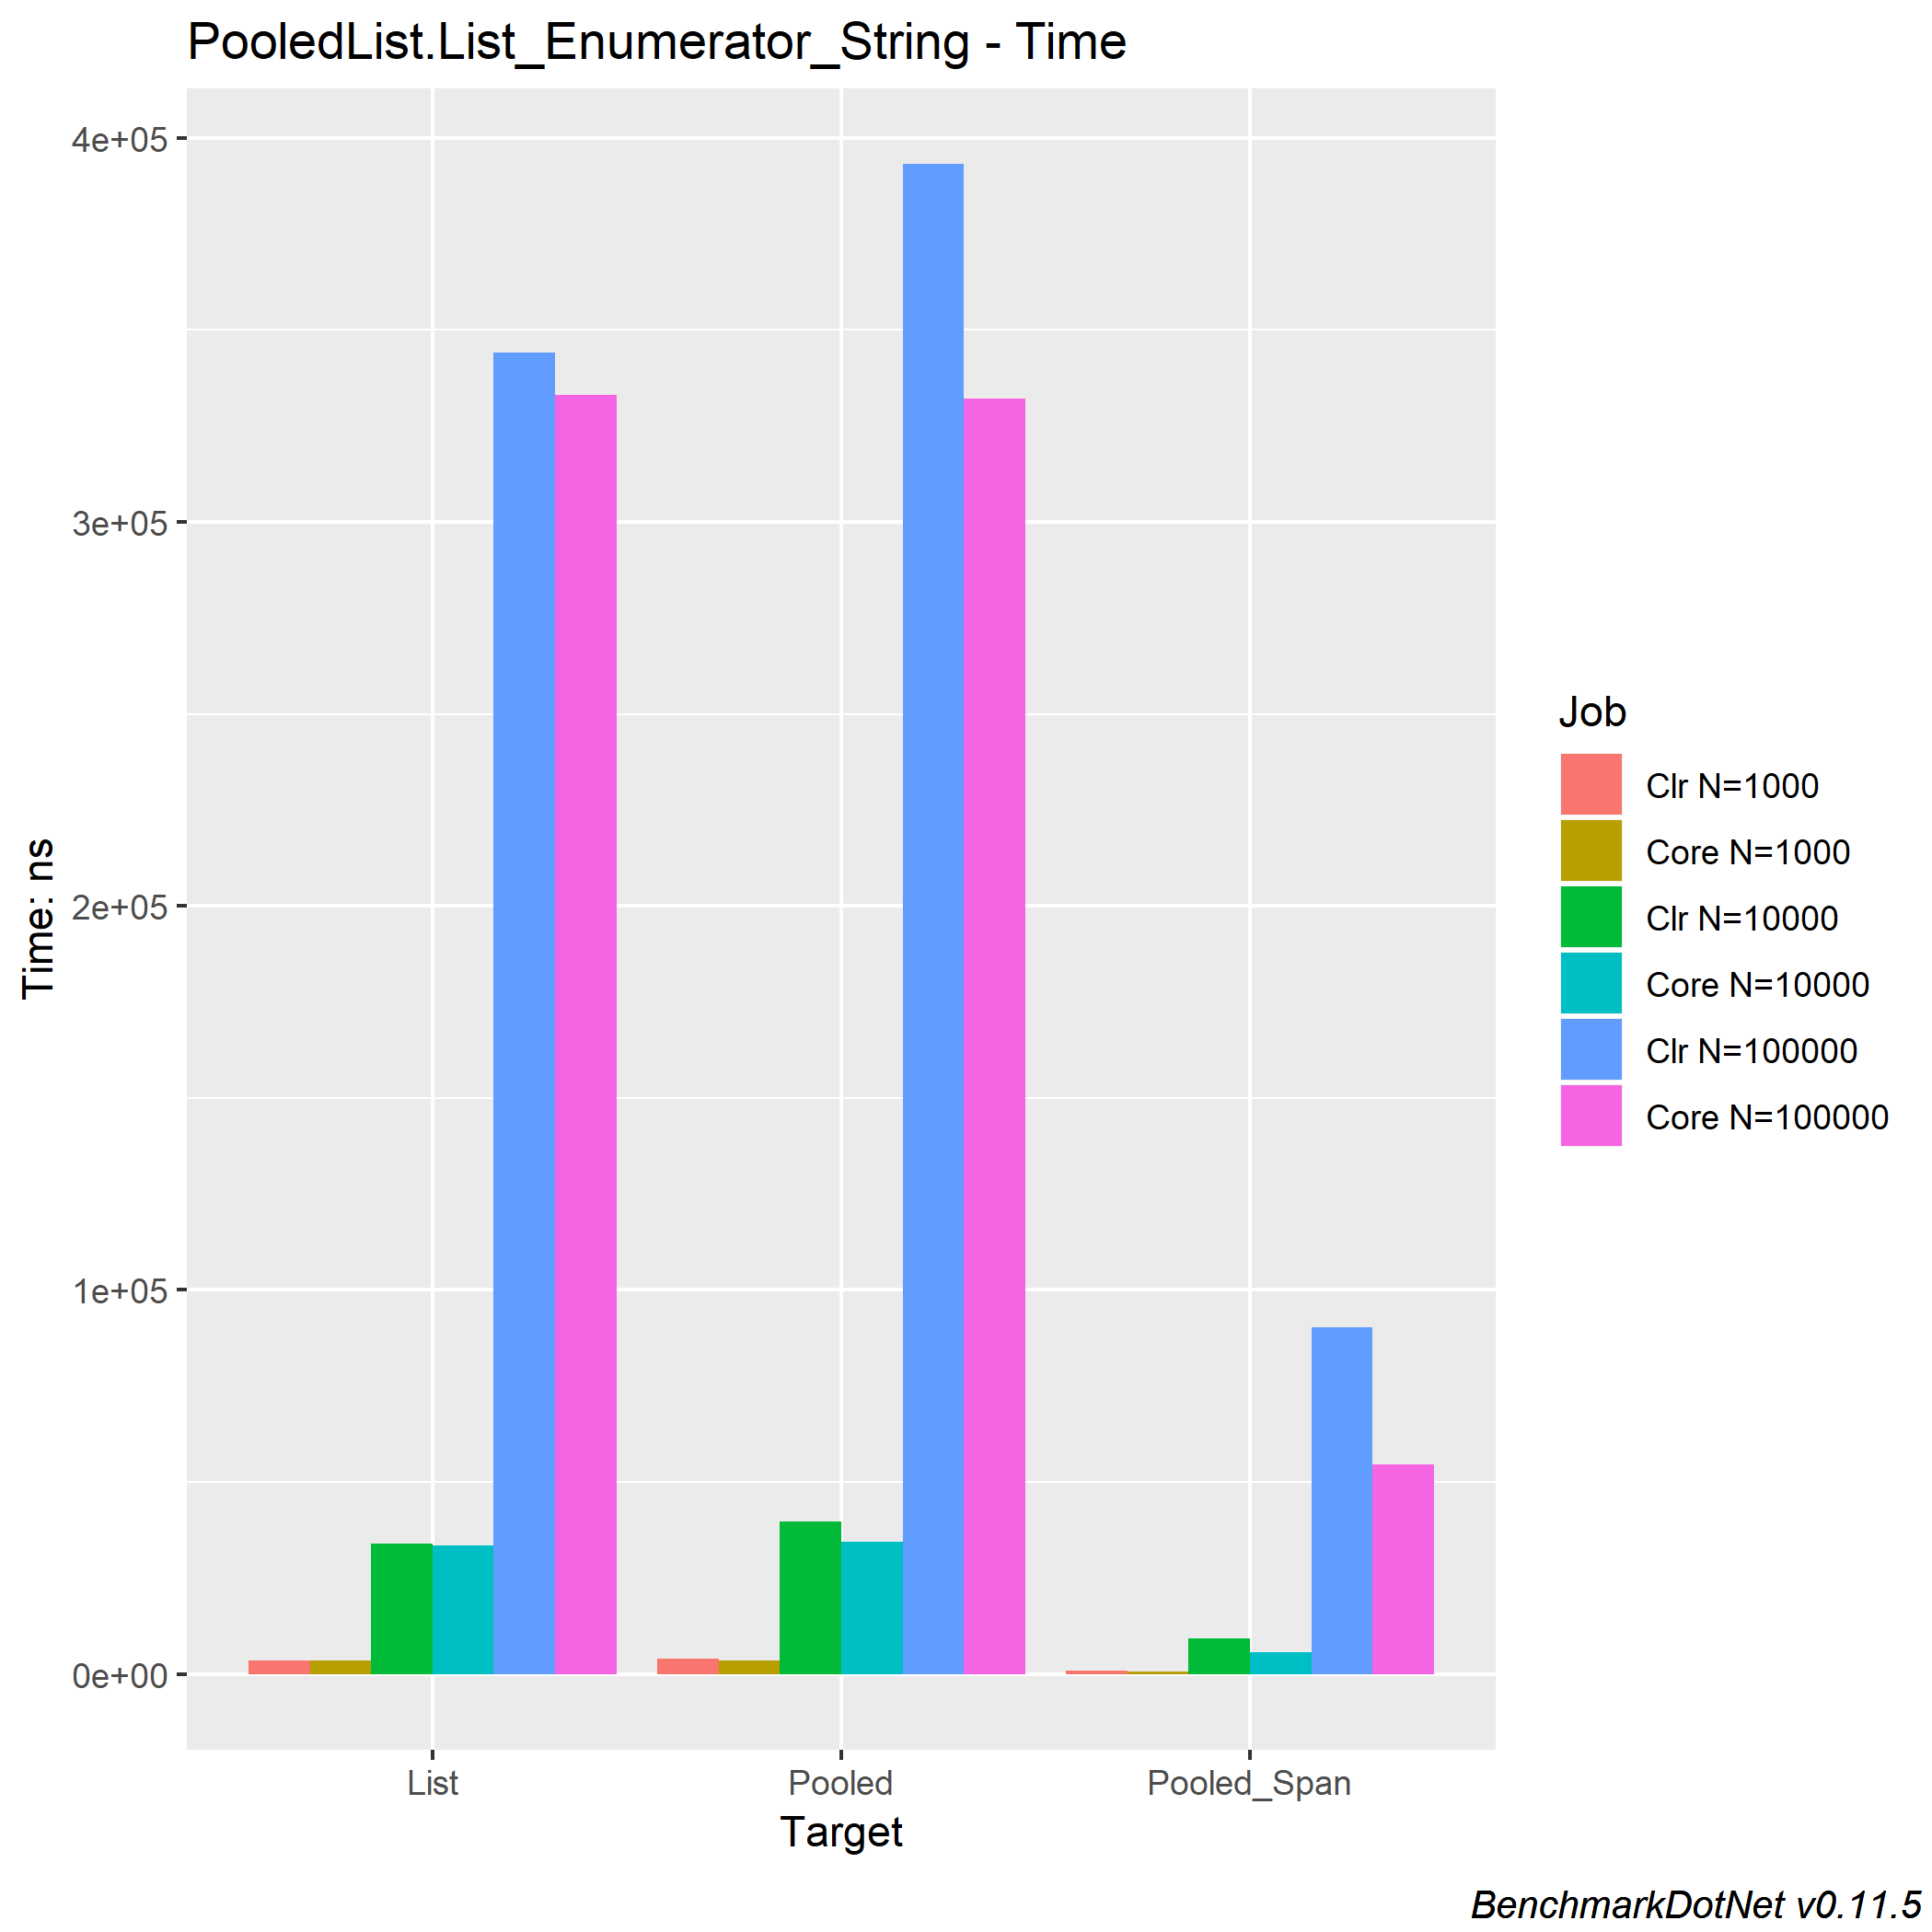 PooledList.List_Enumerator_String - Time
4e+05
3e+05
2e+05
1e+05
0e+00
Time: ns
List Pooled Pooled_Span
Target
Job
Clr N=1000
Core N=1000
Clr N=10000
Core N=10000
Clr N=100000
Core N=100000
BenchmarkDotNet v0.11.5